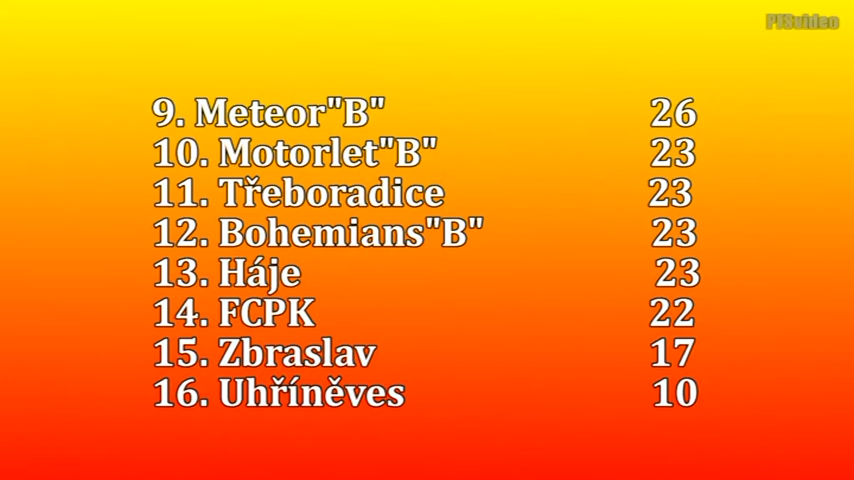 PISvideo
9. Meteor"B" 26
10. Motorlet"B" 23
11. Třeboradice 23
12. Bohemians"B" 23
13. Háje 23
14. FCPK 22
15. Zbraslav 17
16. Uhříněves 10